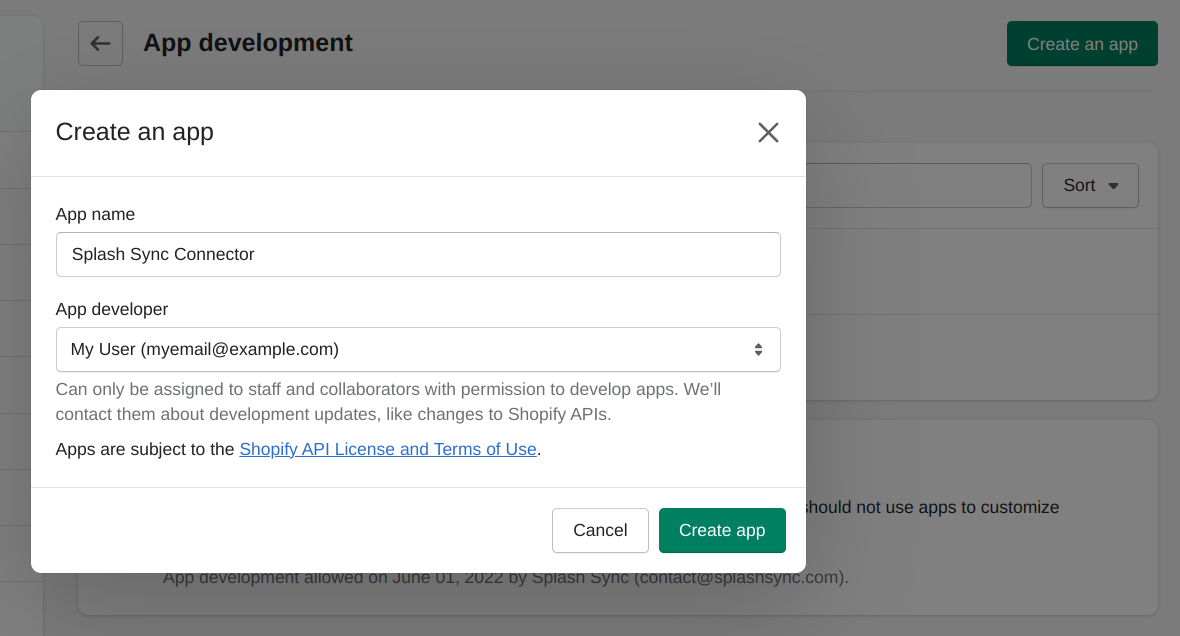 App development
Create an app
Create an app
Sort
App name
Splash Sync Connector
App developer
My User (myemail@example.com)
Can only be assigned to staff and collaborators with permission to develop apps. We’ll
contact them about development updates, like changes to Shopify APIs.
Apps are subject to the Shopify API License and Terms of Use.
should not use apps to customize
Cancel
Create app
App development allowed on June 01, 2022 by Splash Sync (contact@splashsync.com).